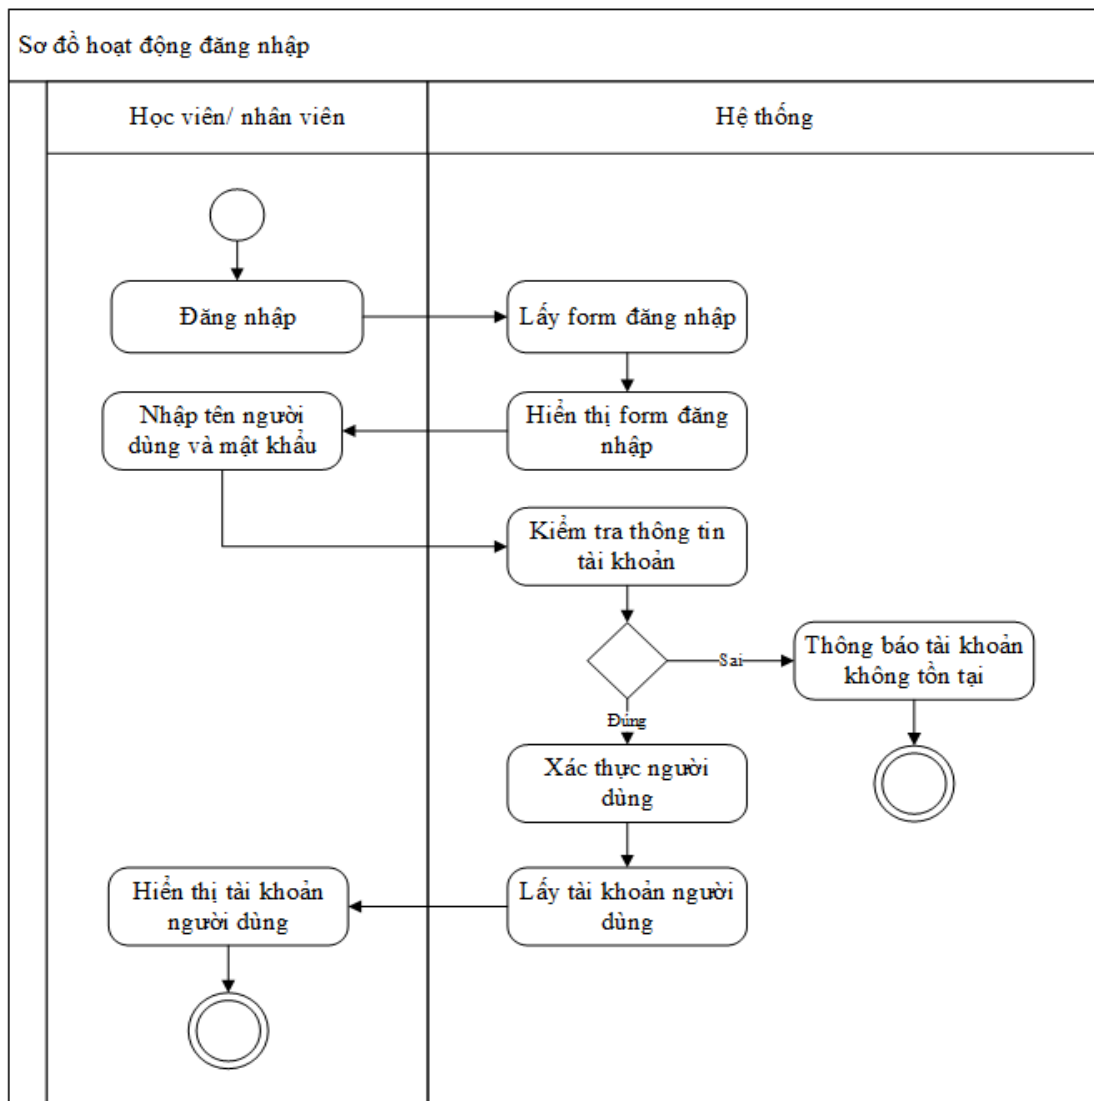 Sơ đồ hoạt động đăng nhập
Học viên/ nhân viên
Hệ thống
Đăng nhập
Lấy form đăng nhập
Nhập tên người
dùng và mật khẩu
Hiển thị form đăng
nhập
Kiểm tra thông tin
tài khoản
Sai
Thông báo tài khoản
không tồn tại
Đúng
Xác thực người
dùng
Hiển thị tài khoản
người dùng
Lấy tài khoản người
dùng